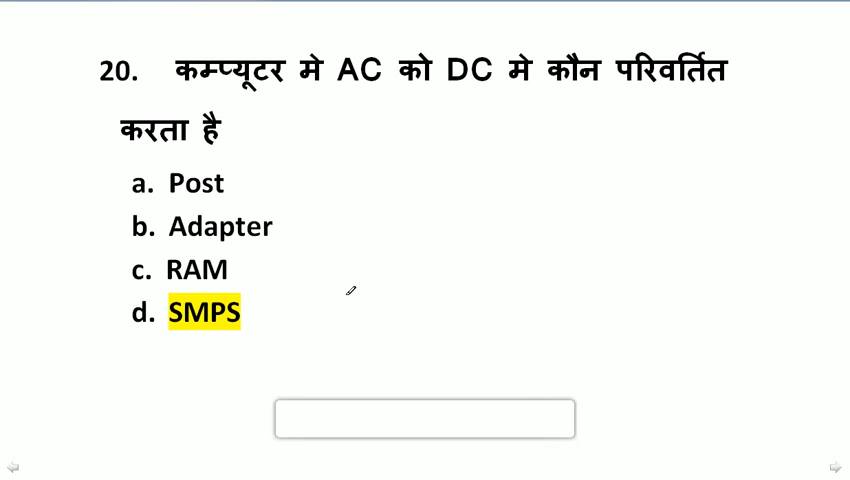 20. कम्प्यूटर मे AC को DC मे कौन परिवर्तित
करता है
a. Post
b. Adapter
c. RAM
d. SMPS